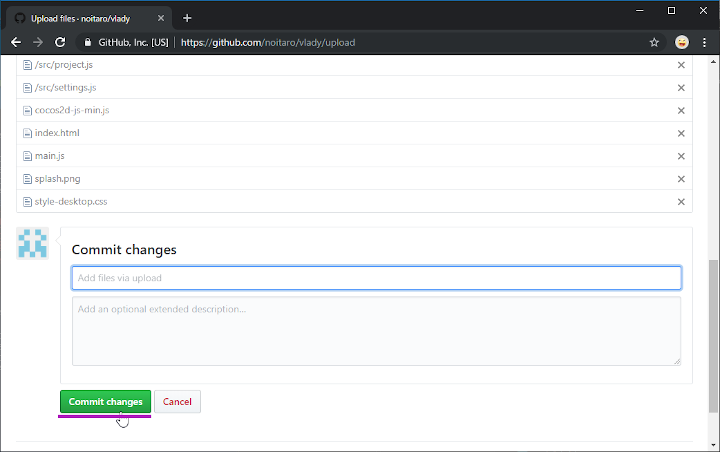 Upload files · noitaro/vlady
GitHub, Inc. [US] | https://github.com/noitaro/vlady/upload
/src/project.js
/src/settings.js
cocos2d-js-min.js
index.html
main.js
splash.png
style-desktop.css
Commit changes
Add files via upload
Add an optional extended description...
Commit changes Cancel